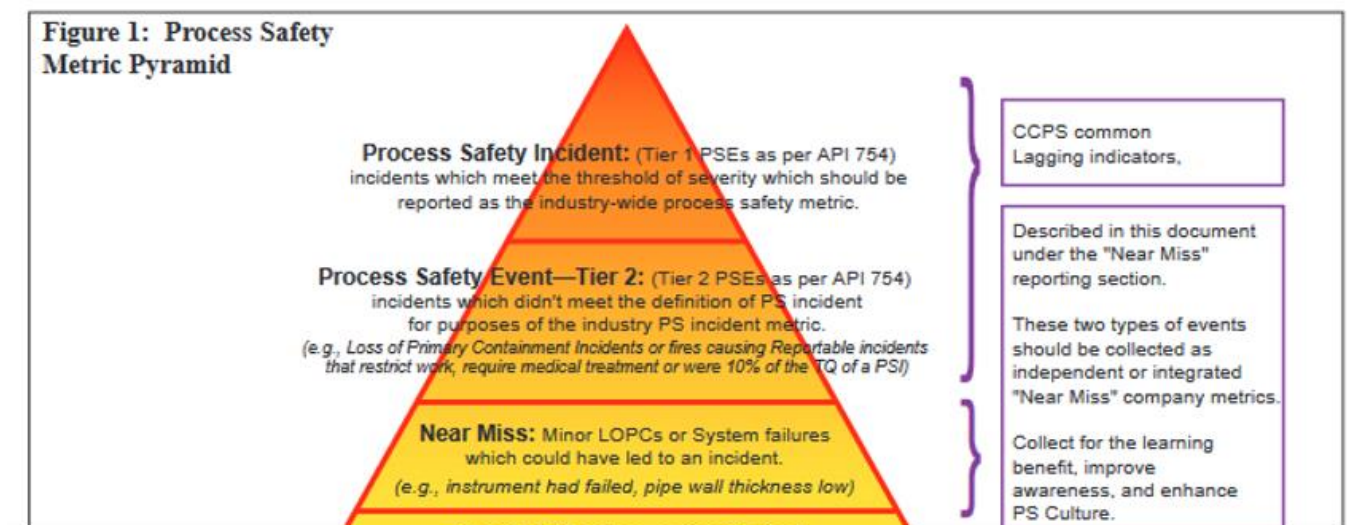 Figure 1:  Process Safety
Metric Pyramid
Process Safety Incident: (Tier 1 PSEs as per API 754)
incidents which meet the threshold of severity which should be
reported as the industry-wide process safety metric.
Process Safety Event—Tier 2: (Tier 2 PSEs as per API 754)
incidents which didn't meet the definition of PS incident
for purposes of the industry PS incident metric.
(e.g., Loss of Primary Containment Incidents or fires causing Reportable incidents
that restrict work, require medical treatment or were 10% of the TQ of a PSI)
Near Miss: Minor LOPCs or System failures
which could have led to an incident.
(e.g., instrument had failed, pipe wall thickness low)
CCPS common
Lagging indicators,
Described in this document
under the "Near Miss"
reporting section.
These two types of events
should be collected as
independent or integrated
"Near Miss" company metrics.
Collect for the learning
benefit, improve
awareness, and enhance
PS Culture.